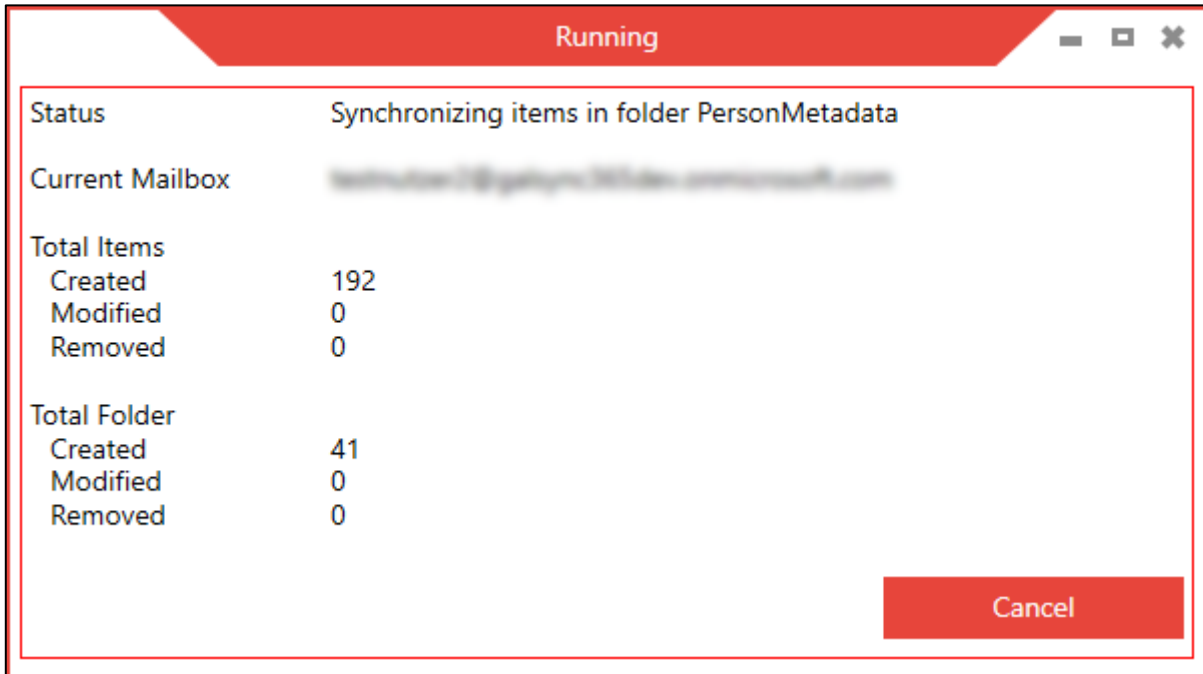 Running
Status Synchronizing items in folder PersonMetadata
Current Mailbox
Total Items
Created 192
Modified 0
Removed 0
Total Folder
Created 41
Modified 0
Removed 0
Cancel